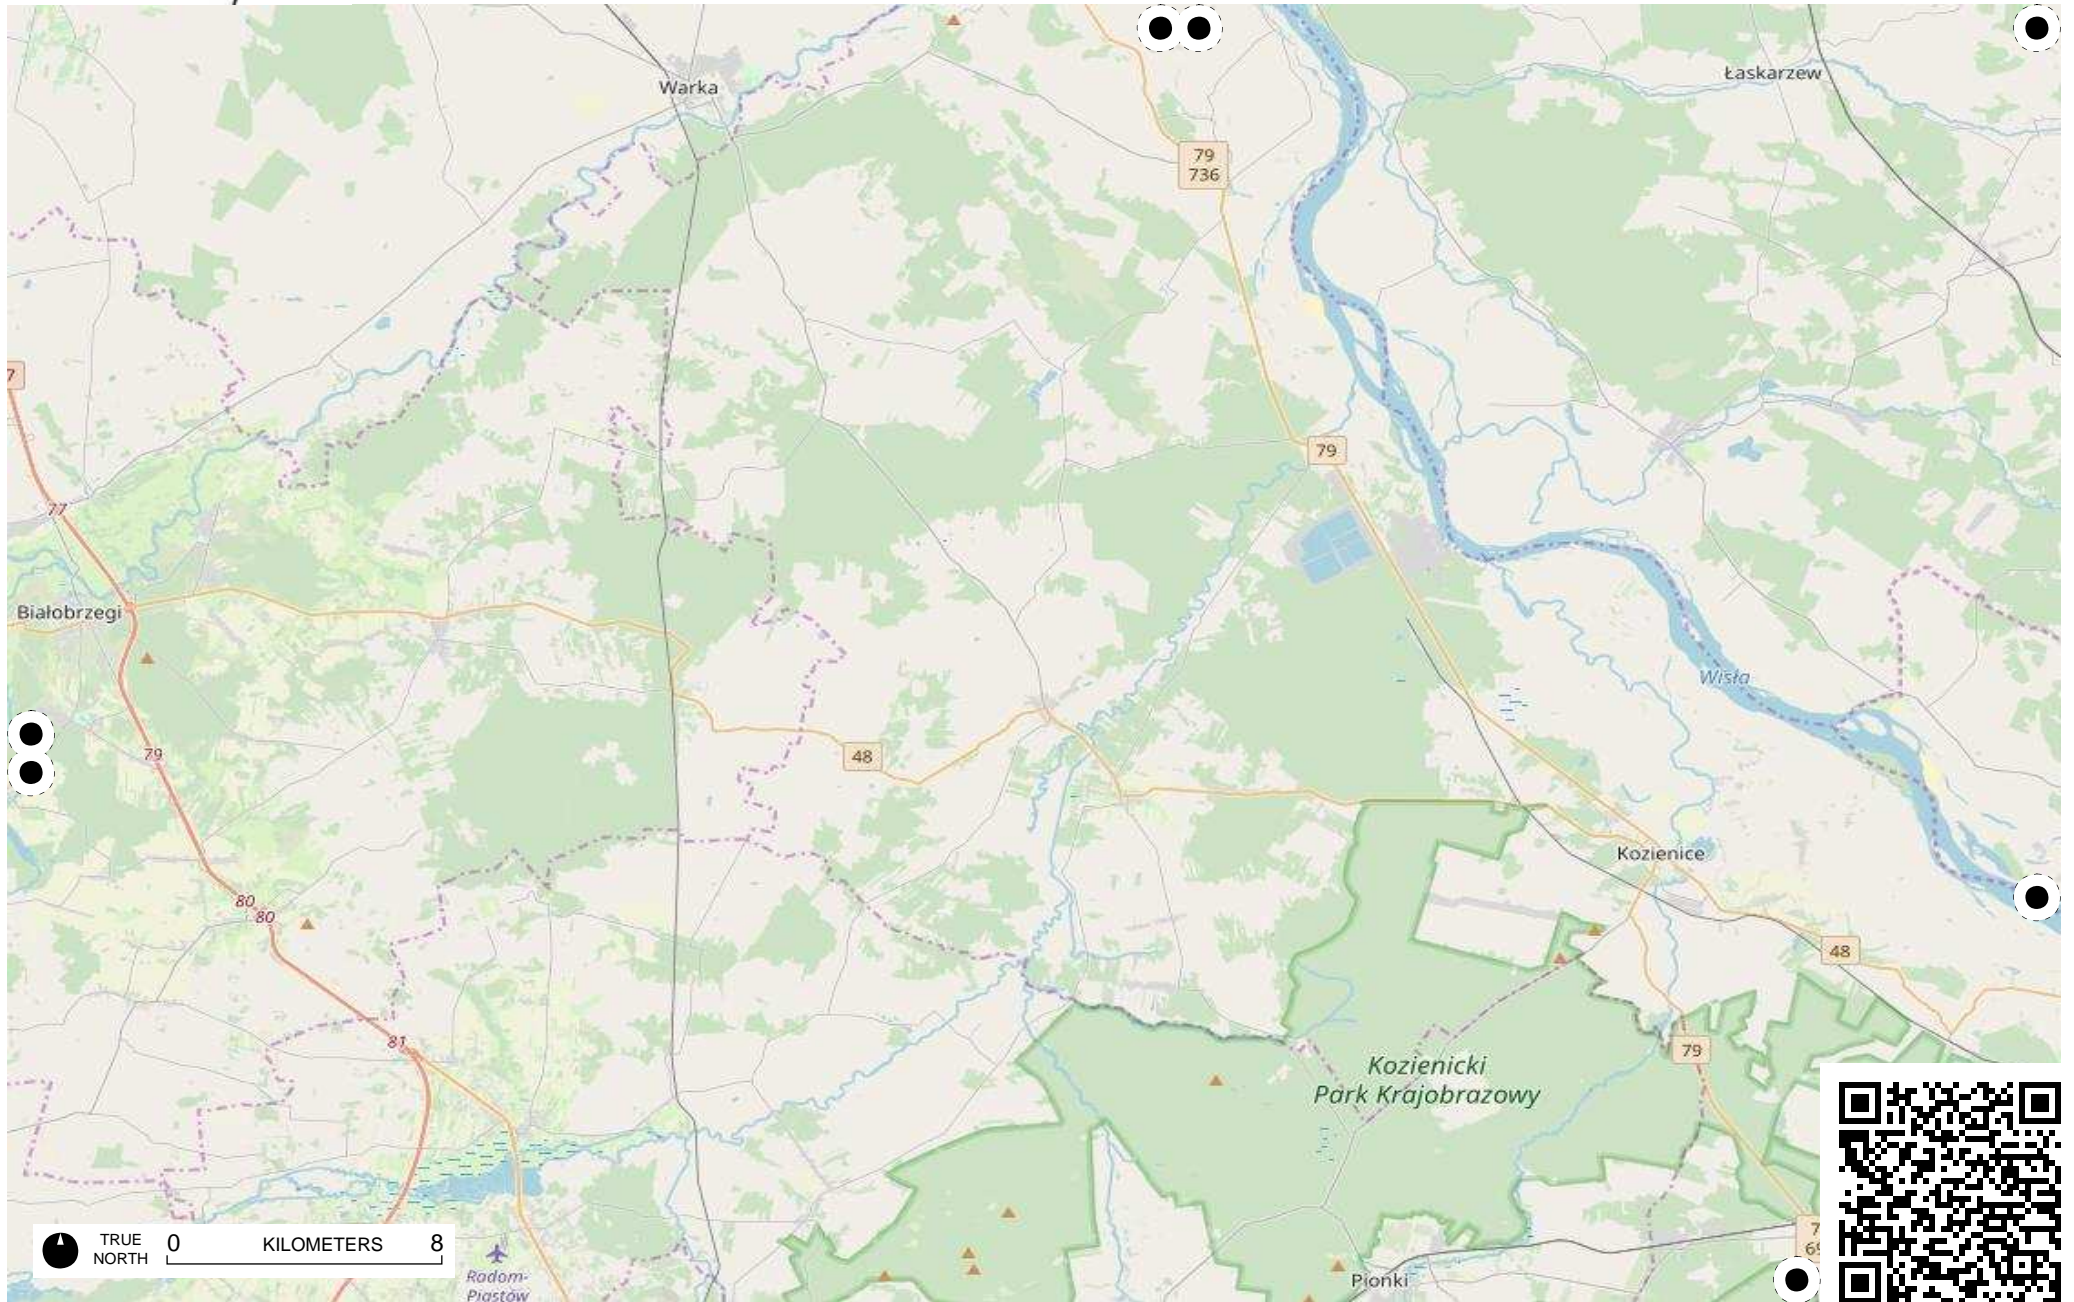 Warka
Łaskarzew
79
736
7
79
77
Białobrzegi
Wisła
79
48
80
80
Kozienice
48
81
79
Kozienicki
Park Krajobrazowy
TRUE
NORTH
0
KILOMETERS
8
Radom-
Piastów
Pionki